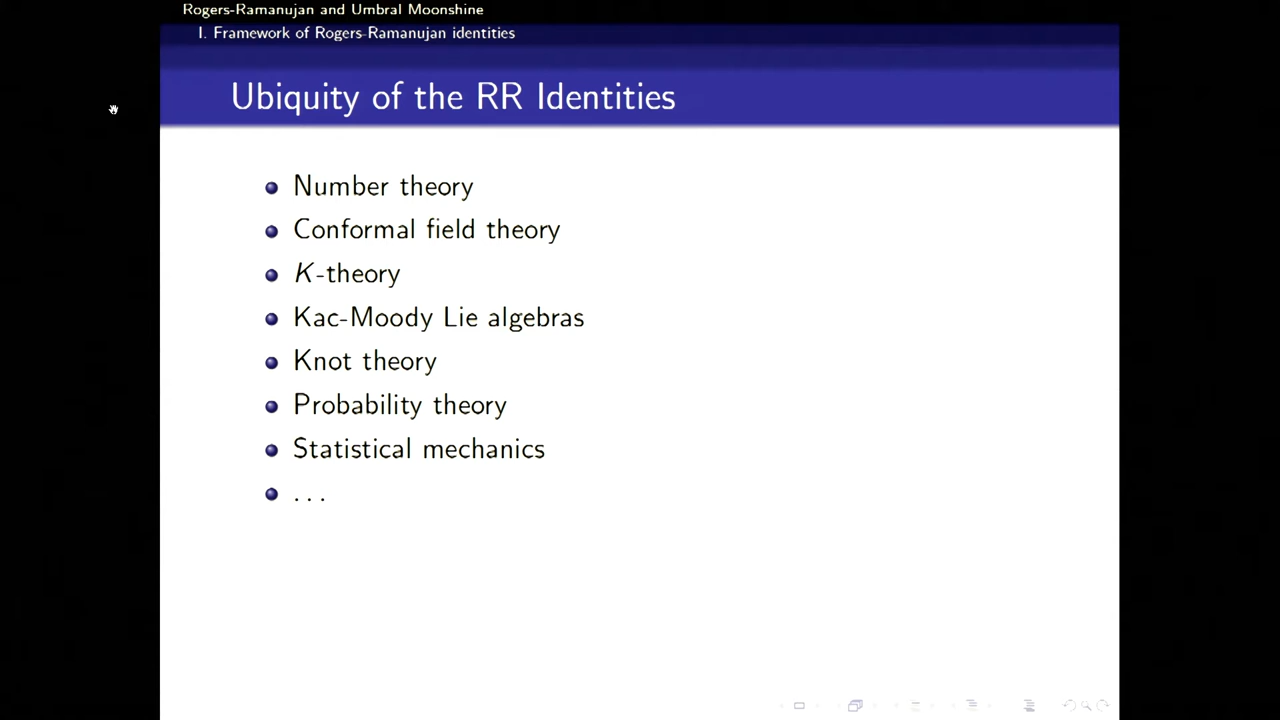 Rogers-Ramanujan and Umbral Moonshine
I. Framework of Rogers-Ramanujan identities
Ubiquity of the RR Identities
Number theory
Conformal field theory
K-theory
Kac-Moody Lie algebras
Knot theory
Probability theory
Statistical mechanics
...